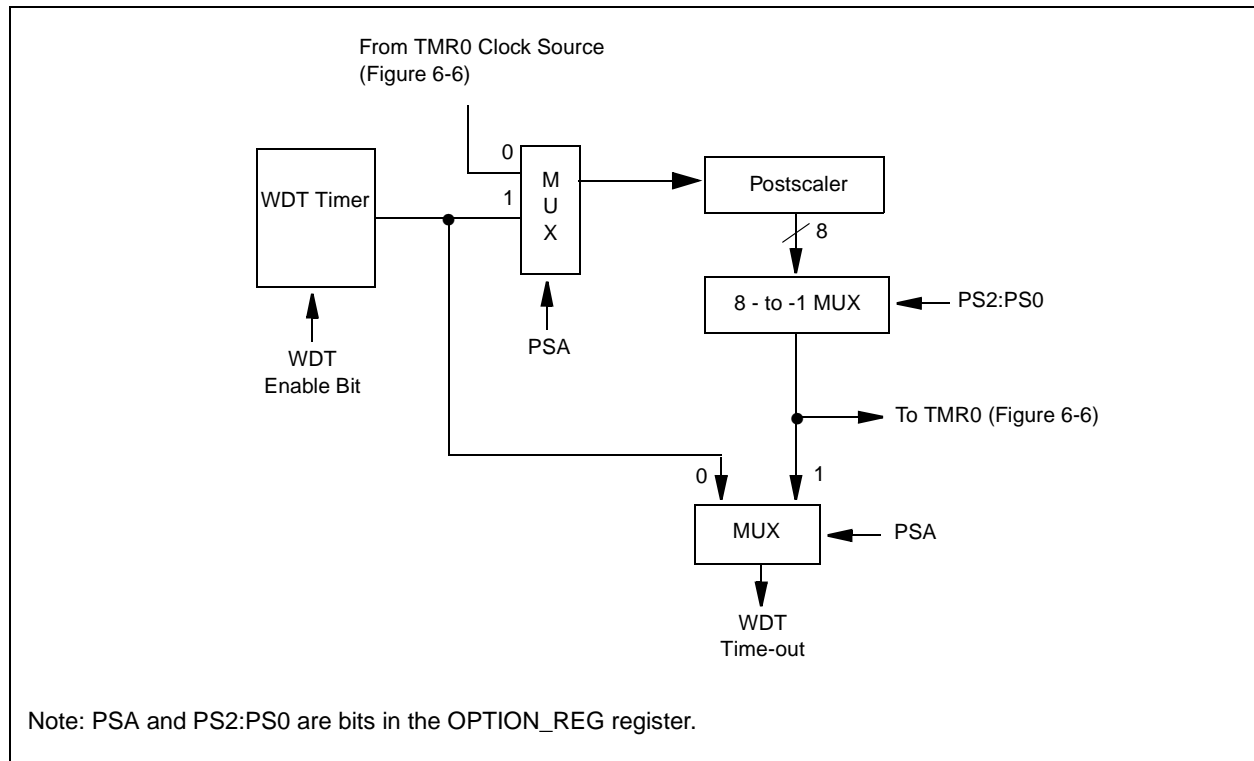 From TMR0 Clock Source
(Figure 6-6)
0
1
M
U
X
WDT Timer
Postscaler
8
8 - to -1 MUX
PS2:PS0
PSA
WDT
Enable Bit
To TMR0 (Figure 6-6)
0
1
MUX
PSA
WDT
Time-out
Note: PSA and PS2:PS0 are bits in the OPTION_REG register.